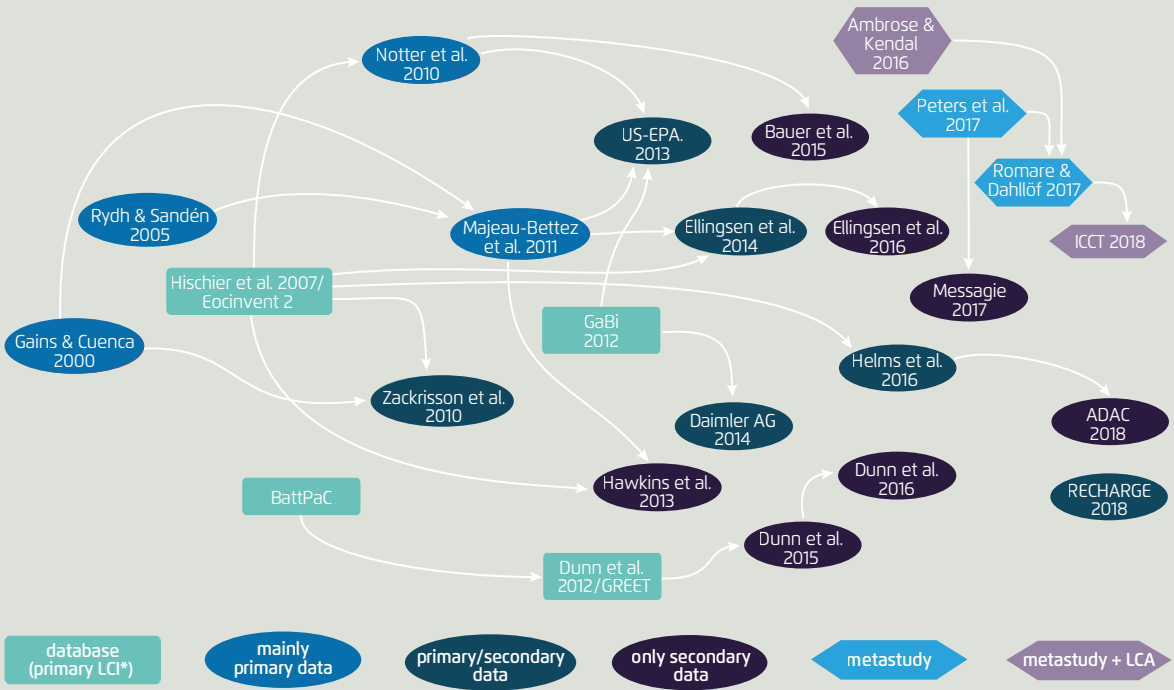 Ambrose &
Kendal
2016
Notter et al.
2010
Peters et al.
2017
US-EPA.
2013
Bauer et al.
2015
Romare &
Dahllöf 2017
Rydh & Sandén
2005
Majeau-Bettez
et al. 2011
Ellingsen et al.
2014
Ellingsen et al.
2016
ICCT 2018
Hischier et al. 2007/
Eocinvent 2
Messagie
2017
GaBi
2012
Gains & Cuenca
2000
Helms et al.
2016
Zackrisson et al.
2010
Daimler AG
2014
ADAC
2018
BattPaC
Hawkins et al.
2013
Dunn et al.
2016
RECHARGE
2018
Dunn et al.
2015
Dunn et al.
2012/GREET
database
(primary LCI*)
mainly
primary data
primary/secondary
data
only secondary
data
metastudy
metastudy + LCA